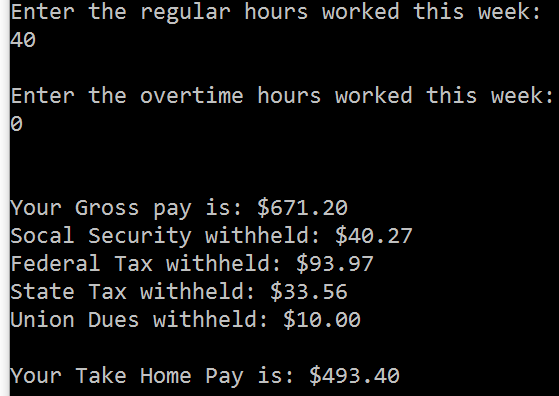 Enter the regular hours worked this week:
40
Enter the overtime hours worked this week:
0
Your Gross pay is: $671.20
Socal Security withheld: $40.27
Federal Tax withheld: $93.97
State Tax withheld: $33.56
Union Dues withheld: $10.00
Your Take Home Pay is: $493.40